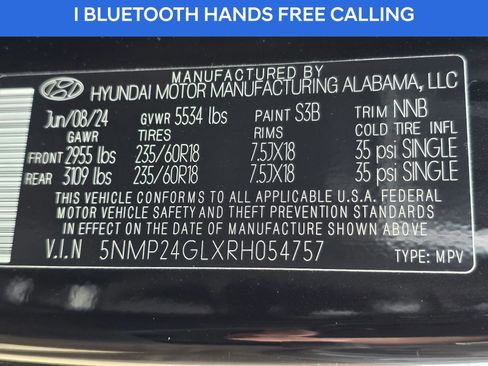 I BLUETOOTH HANDS FREE CALLING
MANUFACTURED BY
HYUNDAI MOTOR MANUFACTURING ALABAMA, LLC
Jun/08/24 GVWR 5534 lbs PAINT S3B TRIM NNB
GAWR TIRES RIMS COLD TIRE INFL
FRONT 2955 lbs 235/60R18 7.5JX18 35 psi SINGLE
REAR 3109 lbs 235/60R18 7.5JX18 35 psi SINGLE
THIS VEHICLE CONFORMS TO ALL APPLICABLE U.S.A. FEDERAL
MOTOR VEHICLE SAFETY AND THEFT PREVENTION STANDARDS
IN EFFECT ON THE DATE OF MANUFACTURE SHOWN ABOVE.
V.I.N 5NMP24GLXRH054757
TYPE: MPV